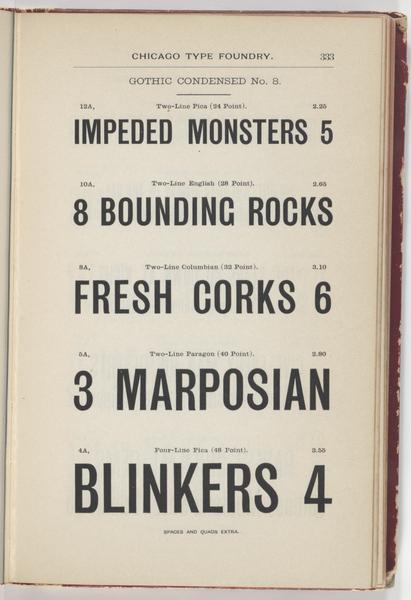 CHICAGO TYPE FOUNDRY. 333
GOTHIC CONDENSED No. 8.
12A, Two-Line Pica (24 Point). 2.25
IMPEDED MONSTERS 5
10A, Two-Line English (28 Point). 2.65
8 BOUNDING ROCKS
8A, Two-Line Columbian (32 Point). 3.10
FRESH CORKS 6
5A, Two-Line Paragon (40 Point). 2.80
3 MARPOSIAN
4A, Four-Line Pica (48 Point). 3.55
BLINKERS 4
SPACES AND QUADS EXTRA.